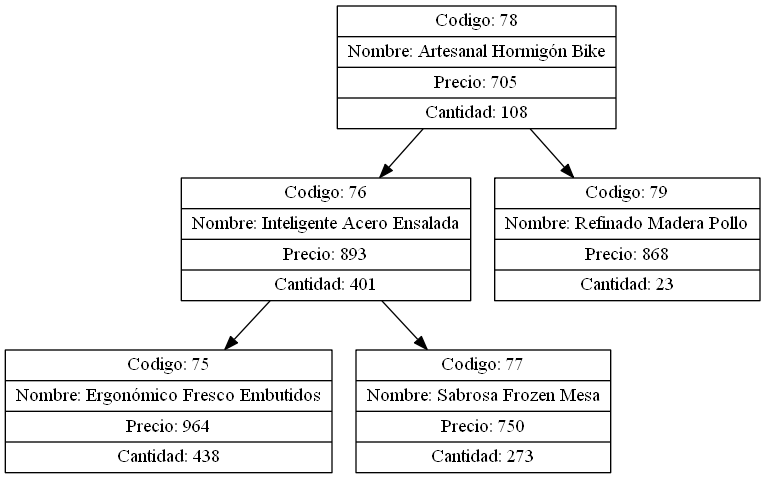 Codigo: 78
Nombre: Artesanal Hormigón Bike
Precio: 705
Cantidad: 108
Codigo: 76
Nombre: Inteligente Acero Ensalada
Precio: 893
Cantidad: 401
Codigo: 79
Nombre: Refinado Madera Pollo
Precio: 868
Cantidad: 23
Codigo: 75
Nombre: Ergonómico Fresco Embutidos
Precio: 964
Cantidad: 438
Codigo: 77
Nombre: Sabrosa Frozen Mesa
Precio: 750
Cantidad: 273